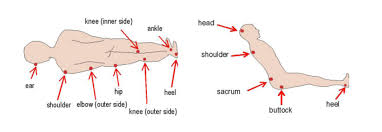 knee (inner side)
ankle
ear
shoulder
elbow (outer side)
hip
knee (outer side)
heel
head
shoulder
sacrum
buttock
heel